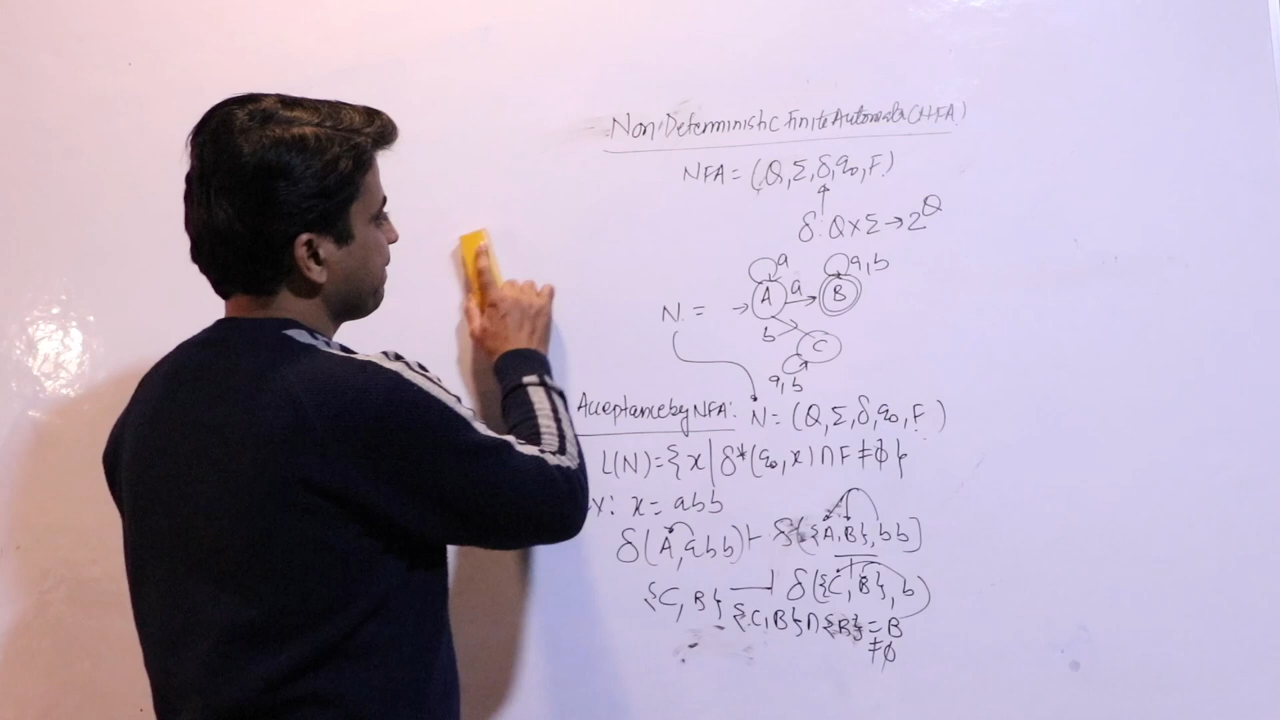 Non-Deterministic Finite Automata (NFA)
NFA = (Q, Σ, δ, q₀, F)
δ: Q × Σ → 2^Q
a a,b
N = → A a B
b C
a,b
Acceptance by NFA: N = (Q, Σ, δ, q₀, F)
L(N) = { x | δ*(q₀, x) ∩ F ≠ ϕ }
x: x = abb
δ(A, abb) ⊢ δ({A,B}, bb)
{C, B} ⊣ δ({C, B}, b)
{C,B} ∩ {B} = B
≠ ϕ